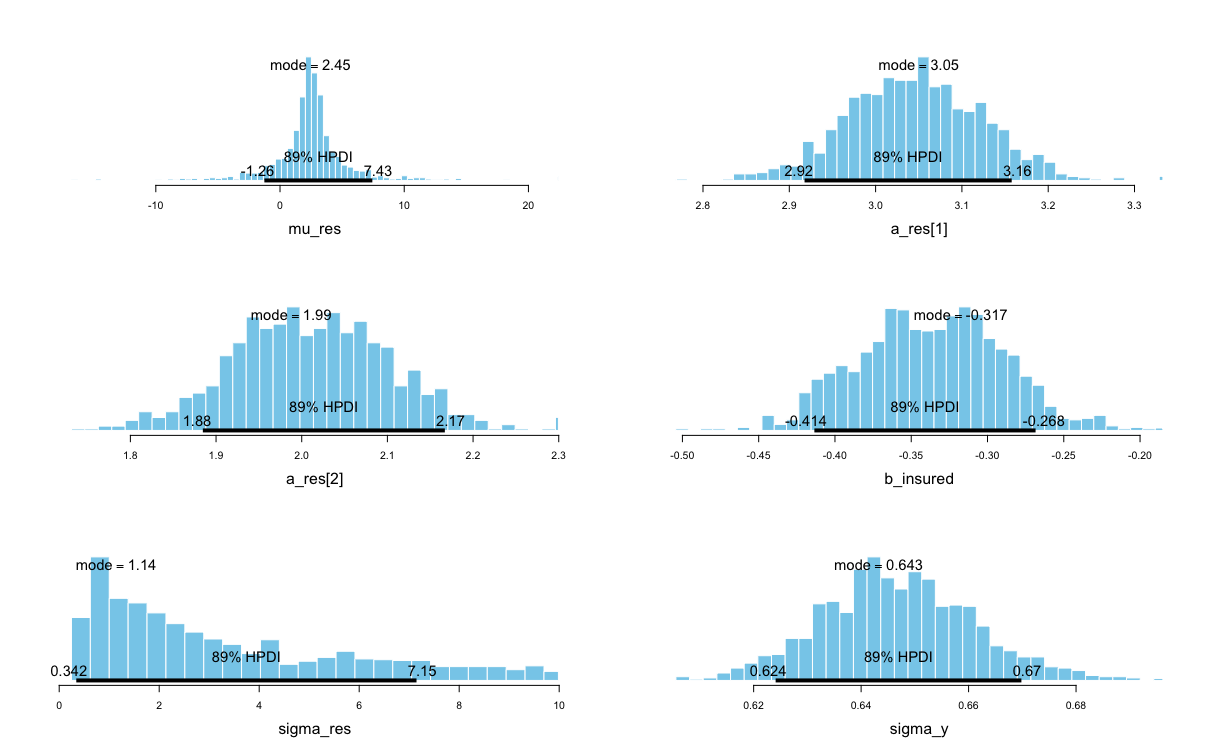 mode = 2.45
89% HPDI
-1.26
7.43
-10 0 10 20
mu_res
mode = 3.05
89% HPDI
2.92
3.16
2.8 2.9 3.0 3.1 3.2 3.3
a_res[1]
mode = 1.99
89% HPDI
1.88
2.17
1.8 1.9 2.0 2.1 2.2 2.3
a_res[2]
mode = -0.317
89% HPDI
-0.414
-0.268
-0.50 -0.45 -0.40 -0.35 -0.30 -0.25 -0.20
b_insured
mode = 1.14
89% HPDI
0.342
7.15
0 2 4 6 8 10
sigma_res
mode = 0.643
89% HPDI
0.624
0.67
0.62 0.64 0.66 0.68
sigma_y